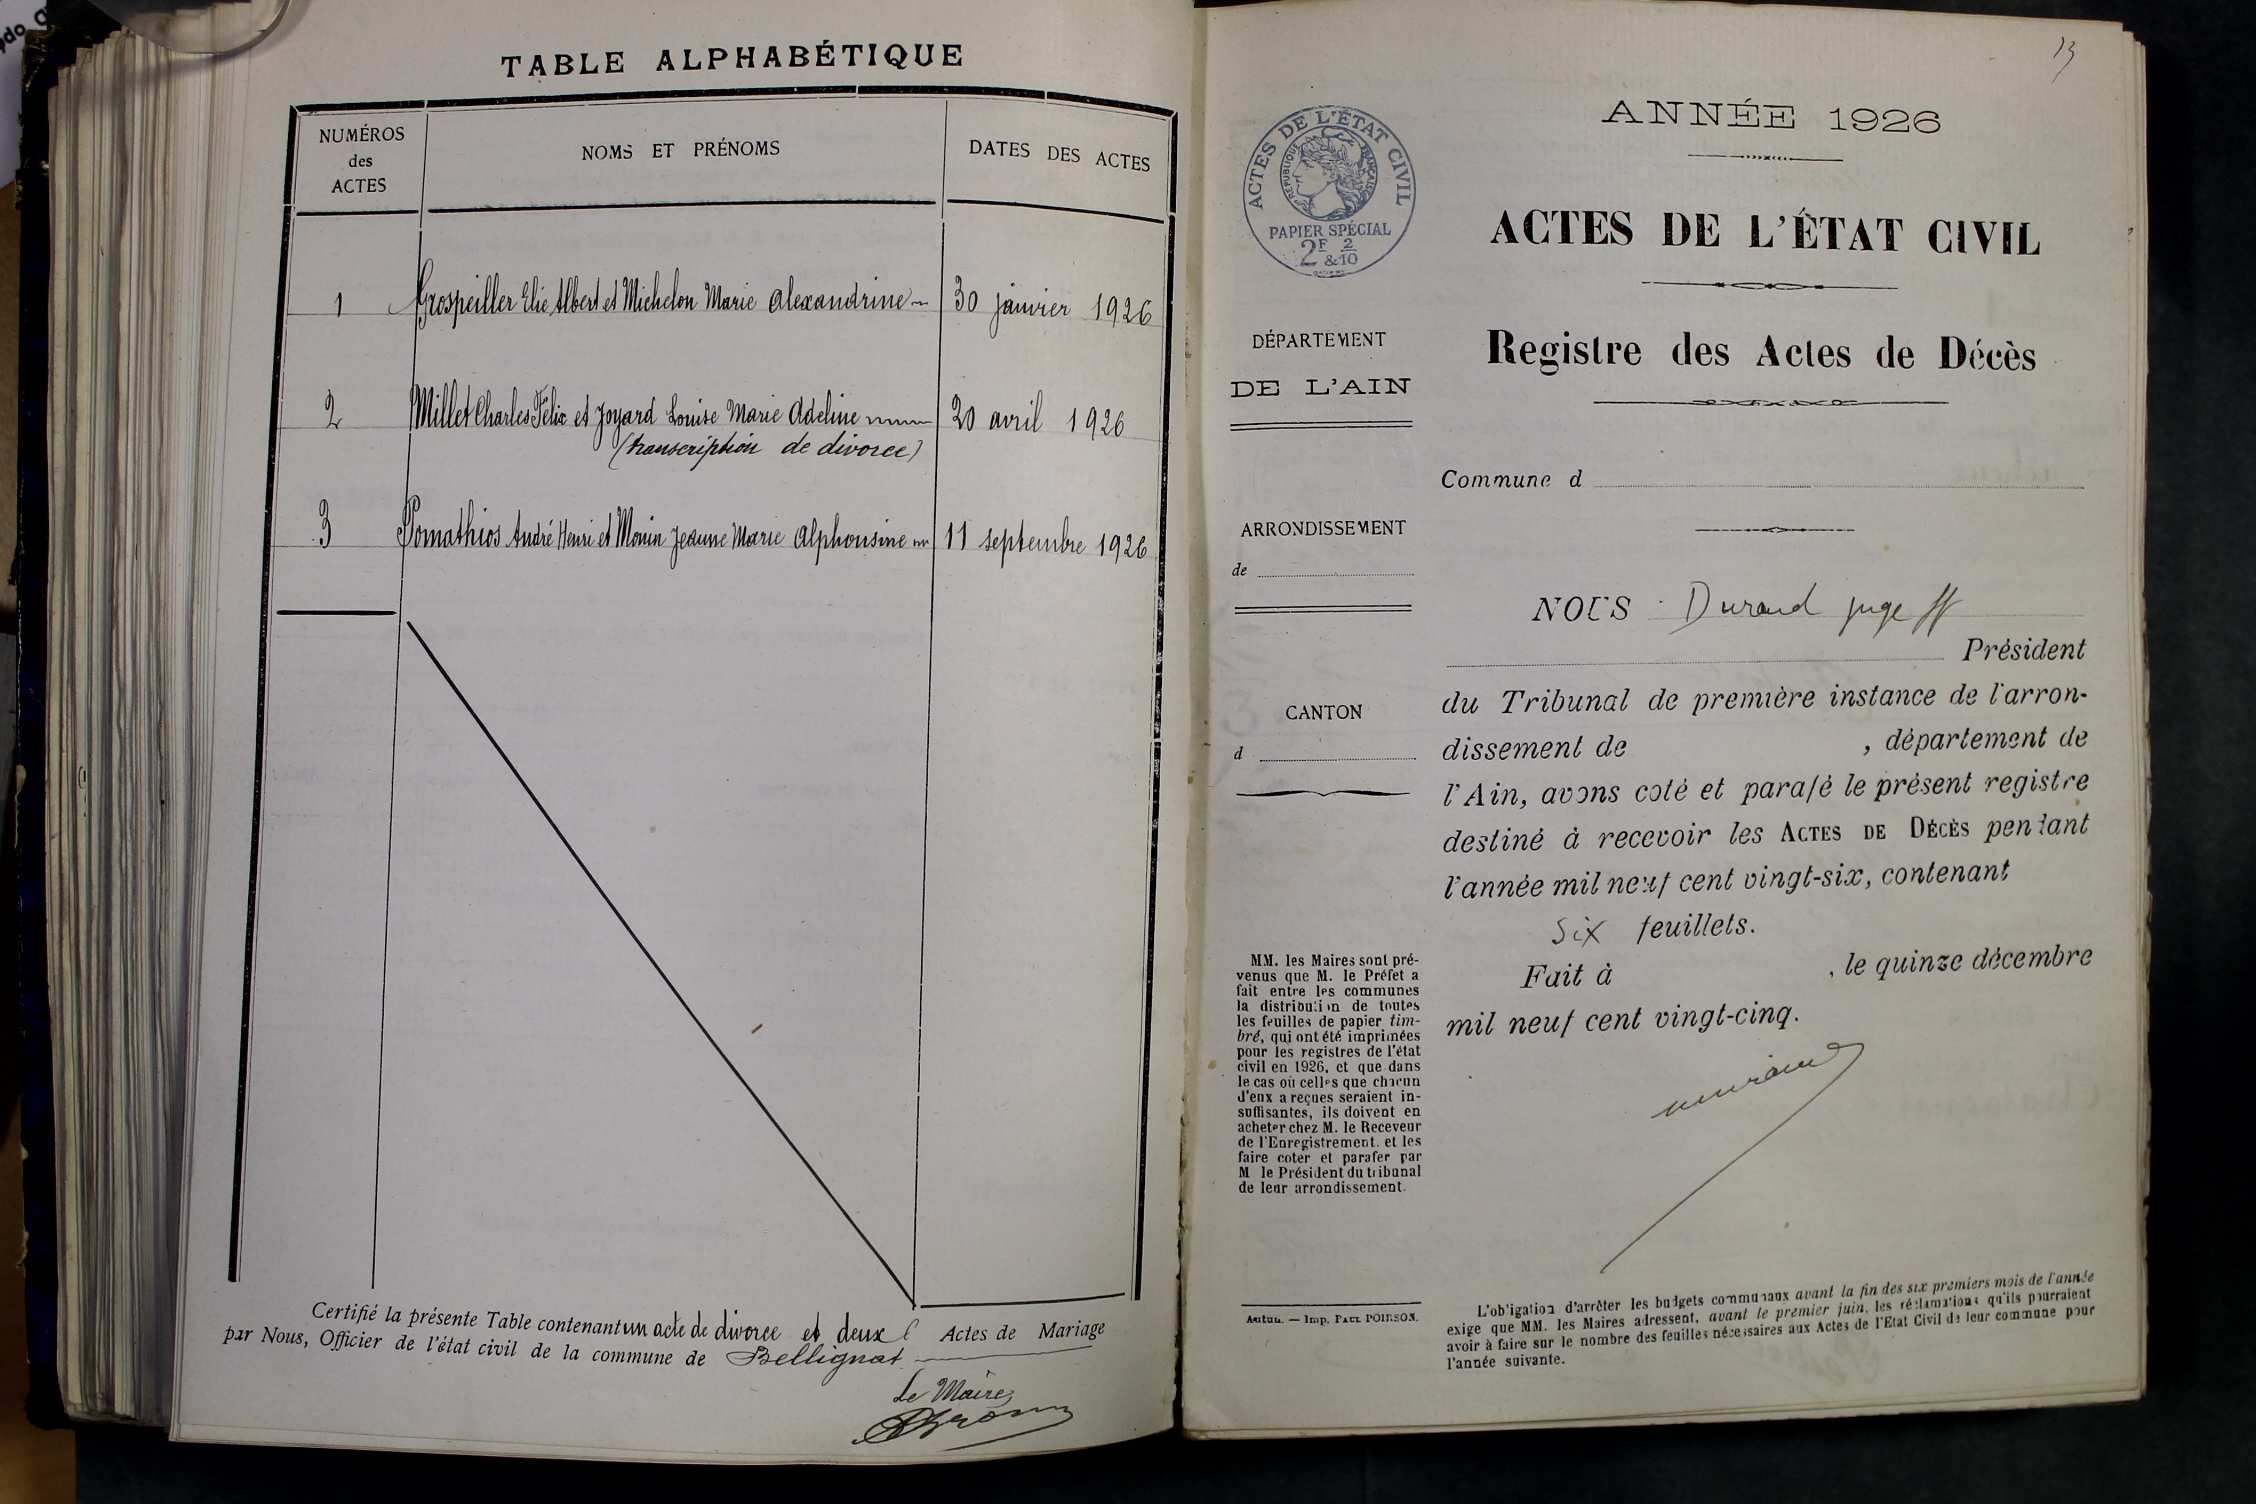 TABLE ALPHABÉTIQUE
NUMÉROS
des
ACTES
NOMS ET PRÉNOMS
DATES DES ACTES
1 Grospeiller Elie Albert et Michelon Marie Alexandrine 30 janvier 1926
2 Millet Charles Félix et Joyard Louise Marie Adeline 20 avril 1926
(transcription de divorce)
3 Pomathios André Henri et Monin Jeanne Marie Alphonsine 11 septembre 1926
Certifié la présente Table contenant un acte de divorce et deux Actes de Mariage
par Nous, Officier de l'état civil de la commune de Bellignat
Le Maire,
13
ACTES DE L'ÉTAT CIVIL
RÉPUBLIQUE FRANÇAISE
PAPIER SPÉCIAL
2F 2
&10
DÉPARTEMENT
DE L'AIN
ARRONDISSEMENT
de
CANTON
d
MM. les Maires sont pré-
venus que M. le Préfet a
fait entre les communes
la distribution de toutes
les feuilles de papier tim-
bré, qui ont été imprimées
pour les registres de l'état
civil en 1926, et que dans
le cas où celles que chacun
d'eux a reçues seraient in-
suffisantes, ils doivent en
acheter chez M. le Receveur
de l'Enregistrement. et les
faire coter et parafer par
M le Président du tribunal
de leur arrondissement.
Autun. — Imp. PAUL POIRSON.
ANNÉE 1926
ACTES DE L'ÉTAT CIVIL
Registre des Actes de Décès
Commune d
NOUS Durand juge ff
Président
du Tribunal de première instance de l'arron-
dissement de , département de
l'Ain, avons coté et parafé le présent registre
destiné à recevoir les ACTES DE DÉCÈS pendant
l'année mil neuf cent vingt-six, contenant
six feuillets.
Fait à , le quinze décembre
mil neuf cent vingt-cinq.
L'obligation d'arrêter les budgets communaux avant la fin des six premiers mois de l'année
exige que MM. les Maires adressent, avant le premier juin, les réclamations qu'ils pourraient
avoir à faire sur le nombre des feuilles nécessaires aux Actes de l'Etat Civil de leur commune pour
l'année suivante.